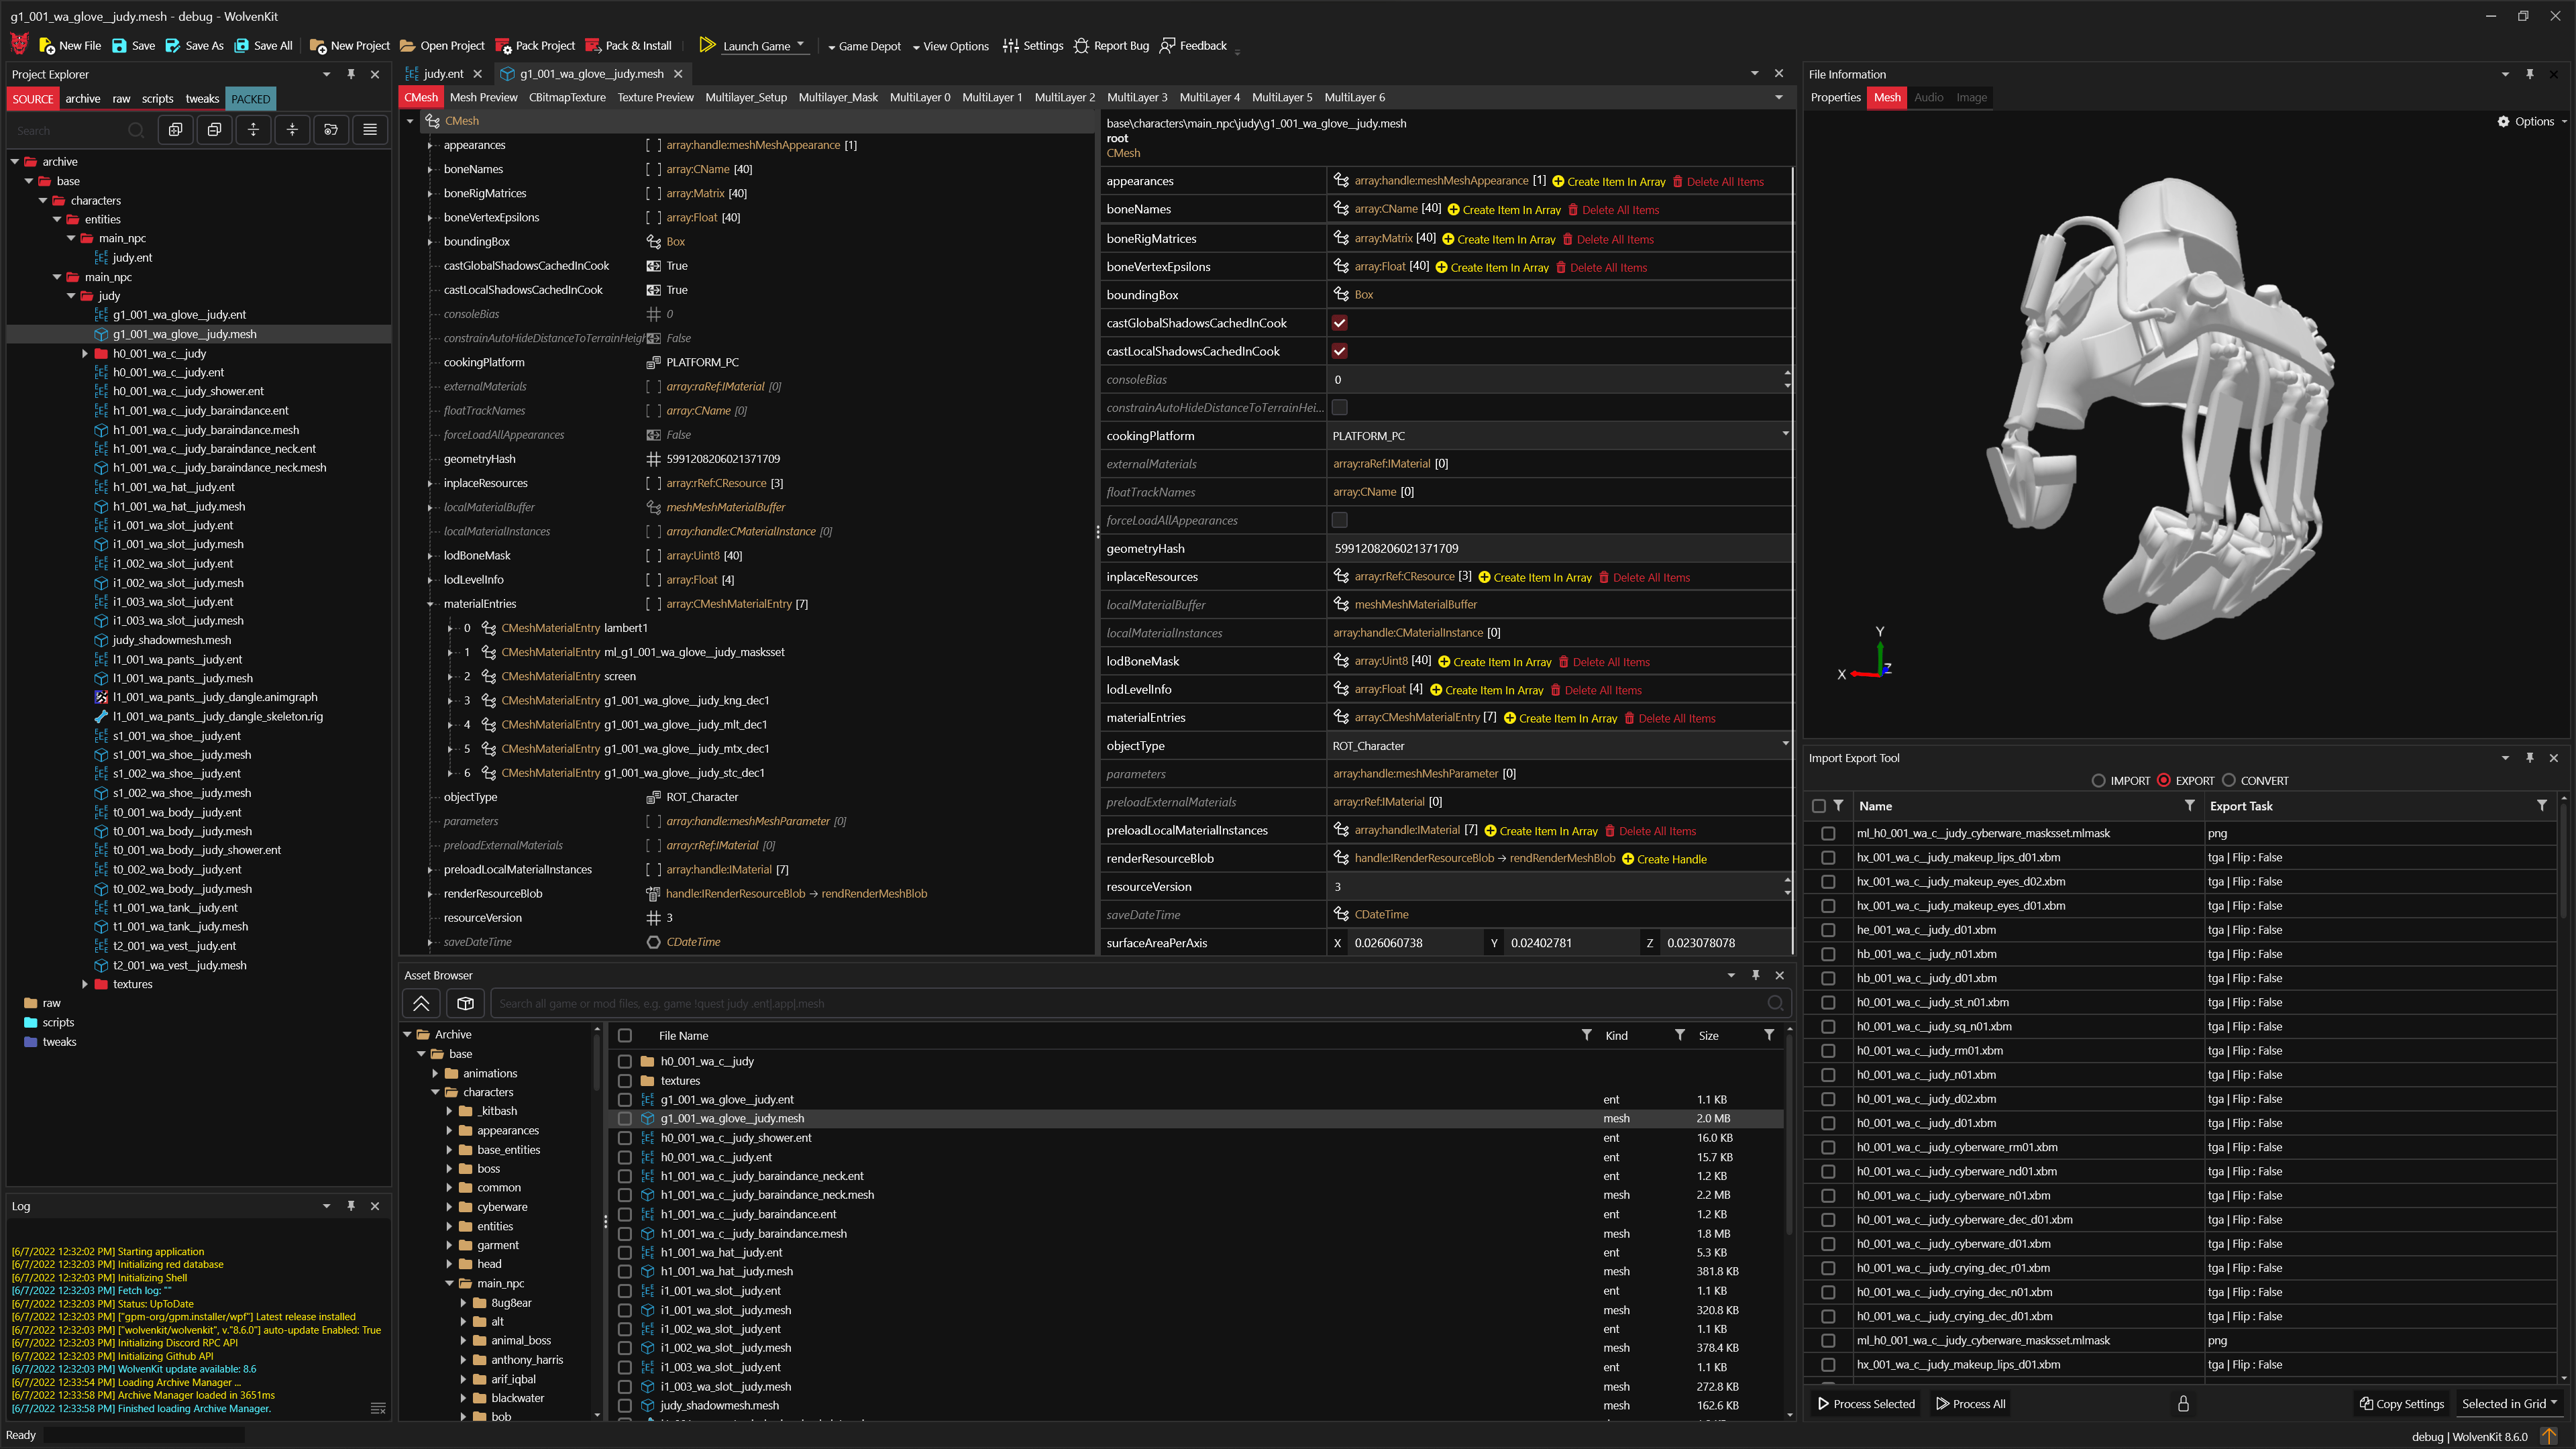 g1_001_wa_glove__judy.mesh - debug - WolvenKit
New File Save Save As Save All New Project Open Project Pack Project Pack & Install Launch Game Game Depot View Options Settings Report Bug Feedback
Project Explorer
SOURCE archive raw scripts tweaks PACKED
Search
archive
base
characters
entities
main_npc
judy.ent
main_npc
judy
g1_001_wa_glove__judy.ent
g1_001_wa_glove__judy.mesh
h0_001_wa_c__judy
h0_001_wa_c__judy.ent
h0_001_wa_c__judy_shower.ent
h1_001_wa_c__judy_baraindance.ent
h1_001_wa_c__judy_baraindance.mesh
h1_001_wa_c__judy_baraindance_neck.ent
h1_001_wa_c__judy_baraindance_neck.mesh
h1_001_wa_hat__judy.ent
h1_001_wa_hat__judy.mesh
i1_001_wa_slot__judy.ent
i1_001_wa_slot__judy.mesh
i1_002_wa_slot__judy.ent
i1_002_wa_slot__judy.mesh
i1_003_wa_slot__judy.ent
i1_003_wa_slot__judy.mesh
judy_shadowmesh.mesh
l1_001_wa_pants__judy.ent
l1_001_wa_pants__judy.mesh
l1_001_wa_pants__judy_dangle.animgraph
l1_001_wa_pants__judy_dangle_skeleton.rig
s1_001_wa_shoe__judy.ent
s1_001_wa_shoe__judy.mesh
s1_002_wa_shoe__judy.ent
s1_002_wa_shoe__judy.mesh
t0_001_wa_body__judy.ent
t0_001_wa_body__judy.mesh
t0_001_wa_body__judy_shower.ent
t0_002_wa_body__judy.ent
t0_002_wa_body__judy.mesh
t1_001_wa_tank__judy.ent
t1_001_wa_tank__judy.mesh
t2_001_wa_vest__judy.ent
t2_001_wa_vest__judy.mesh
textures
raw
scripts
tweaks
Log
[6/7/2022 12:32:02 PM] Starting application
[6/7/2022 12:32:03 PM] Initializing red database
[6/7/2022 12:32:03 PM] Initializing Shell
[6/7/2022 12:32:03 PM] Fetch log: ""
[6/7/2022 12:32:03 PM] Status: UpToDate
[6/7/2022 12:32:03 PM] ["gpm-org/gpm.installer/wpf"] Latest release installed
[6/7/2022 12:32:03 PM] ["wolvenkit/wolvenkit", v."8.6.0"] auto-update Enabled: True
[6/7/2022 12:32:03 PM] Initializing Discord RPC API
[6/7/2022 12:32:03 PM] Initializing Github API
[6/7/2022 12:32:03 PM] WolvenKit update available: 8.6
[6/7/2022 12:33:54 PM] Loading Archive Manager ...
[6/7/2022 12:33:58 PM] Archive Manager loaded in 3651ms
[6/7/2022 12:33:58 PM] Finished loading Archive Manager.
judy.ent g1_001_wa_glove__judy.mesh
CMesh Mesh Preview CBitmapTexture Texture Preview Multilayer_Setup Multilayer_Mask MultiLayer 0 MultiLayer 1 MultiLayer 2 MultiLayer 3 MultiLayer 4 MultiLayer 5 MultiLayer 6
CMesh
appearances array:handle:meshMeshAppearance [1]
boneNames array:CName [40]
boneRigMatrices array:Matrix [40]
boneVertexEpsilons array:Float [40]
boundingBox Box
castGlobalShadowsCachedInCook True
castLocalShadowsCachedInCook True
consoleBias 0
constrainAutoHideDistanceToTerrainHeigh False
cookingPlatform PLATFORM_PC
externalMaterials array:raRef:IMaterial [0]
floatTrackNames array:CName [0]
forceLoadAllAppearances False
geometryHash 5991208206021371709
inplaceResources array:rRef:CResource [3]
localMaterialBuffer meshMeshMaterialBuffer
localMaterialInstances array:handle:CMaterialInstance [0]
lodBoneMask array:Uint8 [40]
lodLevelInfo array:Float [4]
materialEntries array:CMeshMaterialEntry [7]
0 CMeshMaterialEntry lambert1
1 CMeshMaterialEntry ml_g1_001_wa_glove__judy_masksset
2 CMeshMaterialEntry screen
3 CMeshMaterialEntry g1_001_wa_glove__judy_kng_dec1
4 CMeshMaterialEntry g1_001_wa_glove__judy_mlt_dec1
5 CMeshMaterialEntry g1_001_wa_glove__judy_mtx_dec1
6 CMeshMaterialEntry g1_001_wa_glove__judy_stc_dec1
objectType ROT_Character
parameters array:handle:meshMeshParameter [0]
preloadExternalMaterials array:rRef:IMaterial [0]
preloadLocalMaterialInstances array:handle:IMaterial [7]
renderResourceBlob handle:IRenderResourceBlob → rendRenderMeshBlob
resourceVersion 3
saveDateTime CDateTime
base\characters\main_npc\judy\g1_001_wa_glove__judy.mesh
root
CMesh
appearances array:handle:meshMeshAppearance [1] Create Item In Array Delete All Items
boneNames array:CName [40] Create Item In Array Delete All Items
boneRigMatrices array:Matrix [40] Create Item In Array Delete All Items
boneVertexEpsilons array:Float [40] Create Item In Array Delete All Items
boundingBox Box
castGlobalShadowsCachedInCook
castLocalShadowsCachedInCook
consoleBias 0
constrainAutoHideDistanceToTerrainHei...
cookingPlatform PLATFORM_PC
externalMaterials array:raRef:IMaterial [0]
floatTrackNames array:CName [0]
forceLoadAllAppearances
geometryHash 5991208206021371709
inplaceResources array:rRef:CResource [3] Create Item In Array Delete All Items
localMaterialBuffer meshMeshMaterialBuffer
localMaterialInstances array:handle:CMaterialInstance [0]
lodBoneMask array:Uint8 [40] Create Item In Array Delete All Items
lodLevelInfo array:Float [4] Create Item In Array Delete All Items
materialEntries array:CMeshMaterialEntry [7] Create Item In Array Delete All Items
objectType ROT_Character
parameters array:handle:meshMeshParameter [0]
preloadExternalMaterials array:rRef:IMaterial [0]
preloadLocalMaterialInstances array:handle:IMaterial [7] Create Item In Array Delete All Items
renderResourceBlob handle:IRenderResourceBlob → rendRenderMeshBlob Create Handle
resourceVersion 3
saveDateTime CDateTime
surfaceAreaPerAxis X 0.026060738 Y 0.02402781 Z 0.023078078
Asset Browser
Search all game or mod files, e.g. game !quest judy .ent|.app|.mesh
Archive
base
animations
characters
_kitbash
appearances
base_entities
boss
common
cyberware
entities
garment
head
main_npc
8ug8ear
alt
animal_boss
anthony_harris
arif_iqbal
blackwater
bob
File Name Kind Size
h0_001_wa_c__judy
textures
g1_001_wa_glove__judy.ent ent 1.1 KB
g1_001_wa_glove__judy.mesh mesh 2.0 MB
h0_001_wa_c__judy_shower.ent ent 16.0 KB
h0_001_wa_c__judy.ent ent 15.7 KB
h1_001_wa_c__judy_baraindance_neck.ent ent 1.2 KB
h1_001_wa_c__judy_baraindance_neck.mesh mesh 2.2 MB
h1_001_wa_c__judy_baraindance.ent ent 1.2 KB
h1_001_wa_c__judy_baraindance.mesh mesh 1.8 MB
h1_001_wa_hat__judy.ent ent 5.3 KB
h1_001_wa_hat__judy.mesh mesh 381.8 KB
i1_001_wa_slot__judy.ent ent 1.1 KB
i1_001_wa_slot__judy.mesh mesh 320.8 KB
i1_002_wa_slot__judy.ent ent 1.1 KB
i1_002_wa_slot__judy.mesh mesh 378.4 KB
i1_003_wa_slot__judy.ent ent 1.1 KB
i1_003_wa_slot__judy.mesh mesh 272.8 KB
judy_shadowmesh.mesh mesh 162.6 KB
File Information
Properties Mesh Audio Image
Options
Y
X Z
Import Export Tool
IMPORT EXPORT CONVERT
Name Export Task
ml_h0_001_wa_c__judy_cyberware_masksset.mlmask png
hx_001_wa_c__judy_makeup_lips_d01.xbm tga | Flip : False
hx_001_wa_c__judy_makeup_eyes_d02.xbm tga | Flip : False
hx_001_wa_c__judy_makeup_eyes_d01.xbm tga | Flip : False
he_001_wa_c__judy_d01.xbm tga | Flip : False
hb_001_wa_c__judy_n01.xbm tga | Flip : False
hb_001_wa_c__judy_d01.xbm tga | Flip : False
h0_001_wa_c__judy_st_n01.xbm tga | Flip : False
h0_001_wa_c__judy_sq_n01.xbm tga | Flip : False
h0_001_wa_c__judy_rm01.xbm tga | Flip : False
h0_001_wa_c__judy_n01.xbm tga | Flip : False
h0_001_wa_c__judy_d02.xbm tga | Flip : False
h0_001_wa_c__judy_d01.xbm tga | Flip : False
h0_001_wa_c__judy_cyberware_rm01.xbm tga | Flip : False
h0_001_wa_c__judy_cyberware_nd01.xbm tga | Flip : False
h0_001_wa_c__judy_cyberware_n01.xbm tga | Flip : False
h0_001_wa_c__judy_cyberware_dec_d01.xbm tga | Flip : False
h0_001_wa_c__judy_cyberware_d01.xbm tga | Flip : False
h0_001_wa_c__judy_crying_dec_r01.xbm tga | Flip : False
h0_001_wa_c__judy_crying_dec_n01.xbm tga | Flip : False
h0_001_wa_c__judy_crying_dec_d01.xbm tga | Flip : False
ml_h0_001_wa_c__judy_cyberware_masksset.mlmask png
hx_001_wa_c__judy_makeup_lips_d01.xbm tga | Flip : False
Process Selected Process All Copy Settings Selected in Grid
Ready
debug | WolvenKit 8.6.0